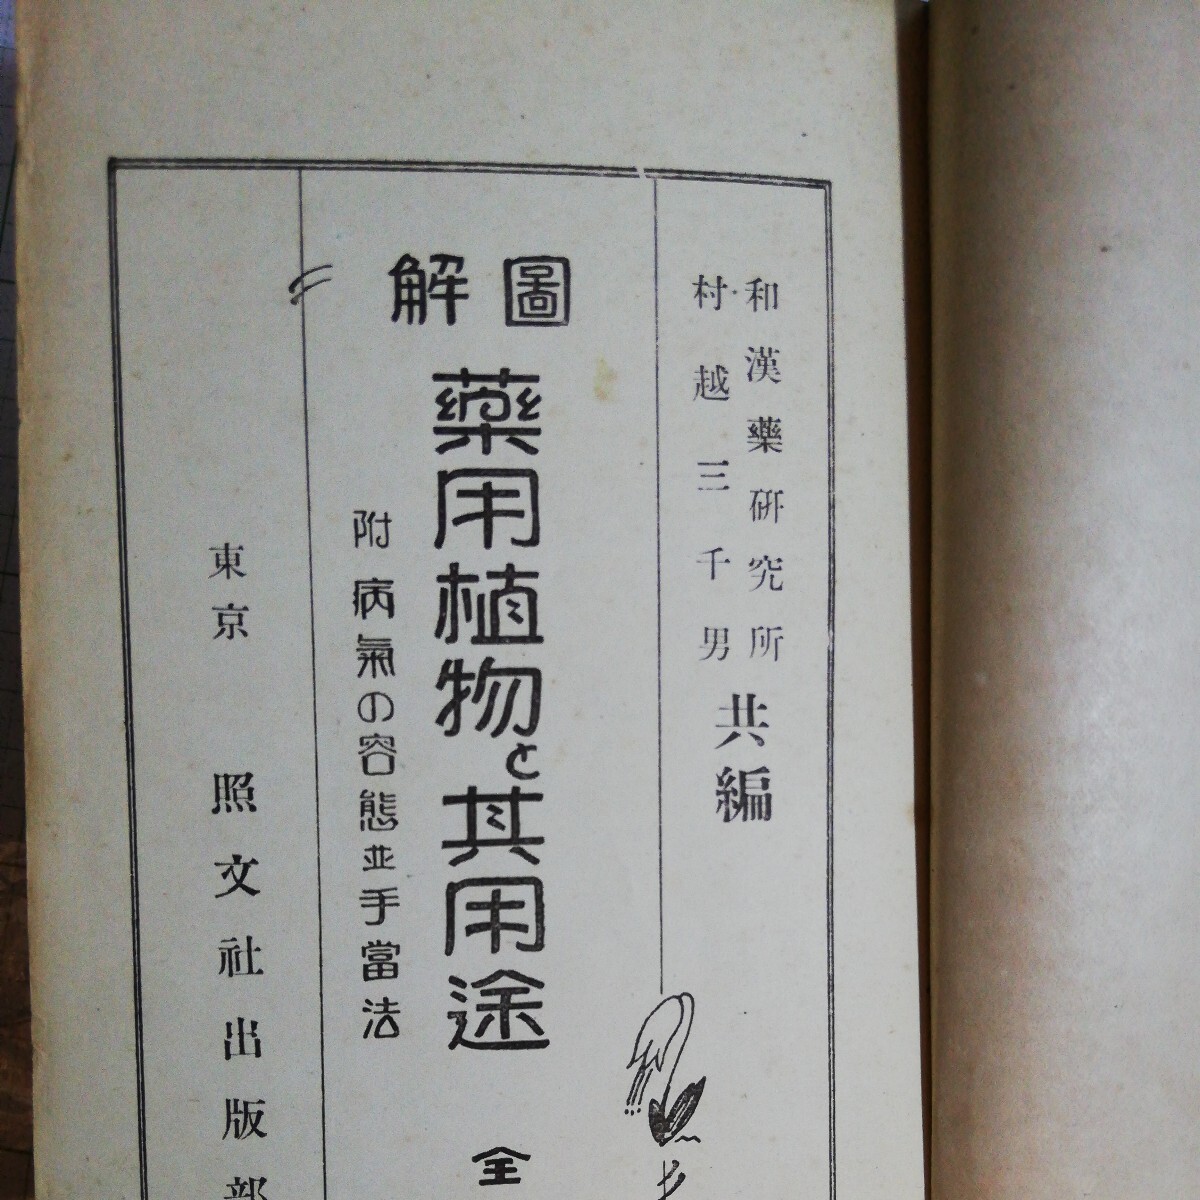 和漢藥硏究所
村越三千男
共編
圖解
藥用植物と其用途
全
附 病氣の容態並手當法
東京 照文社出版部